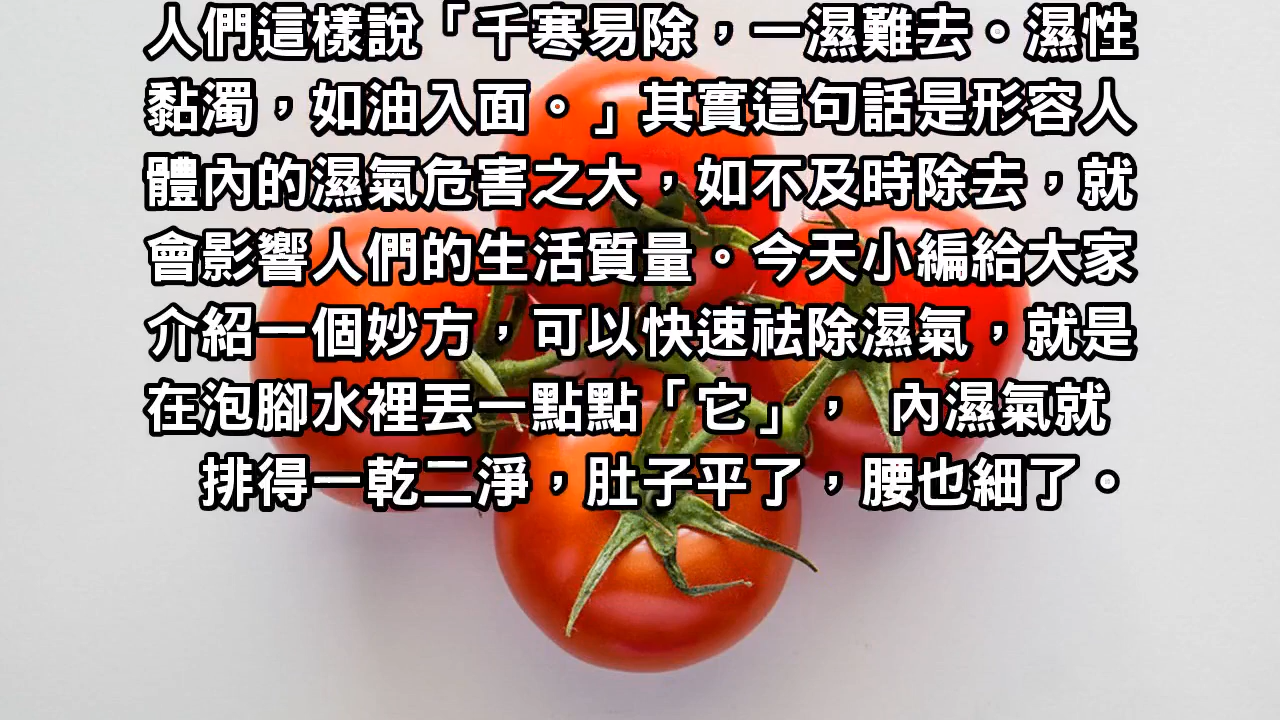 人們這樣說「千寒易除，一濕難去。濕性
黏濁，如油入面。」其實這句話是形容人
體內的濕氣危害之大，如不及時除去，就
會影響人們的生活質量。今天小編給大家
介紹一個妙方，可以快速祛除濕氣，就是
在泡腳水裡丟一點點「它」， 內濕氣就
排得一乾二淨，肚子平了，腰也細了。